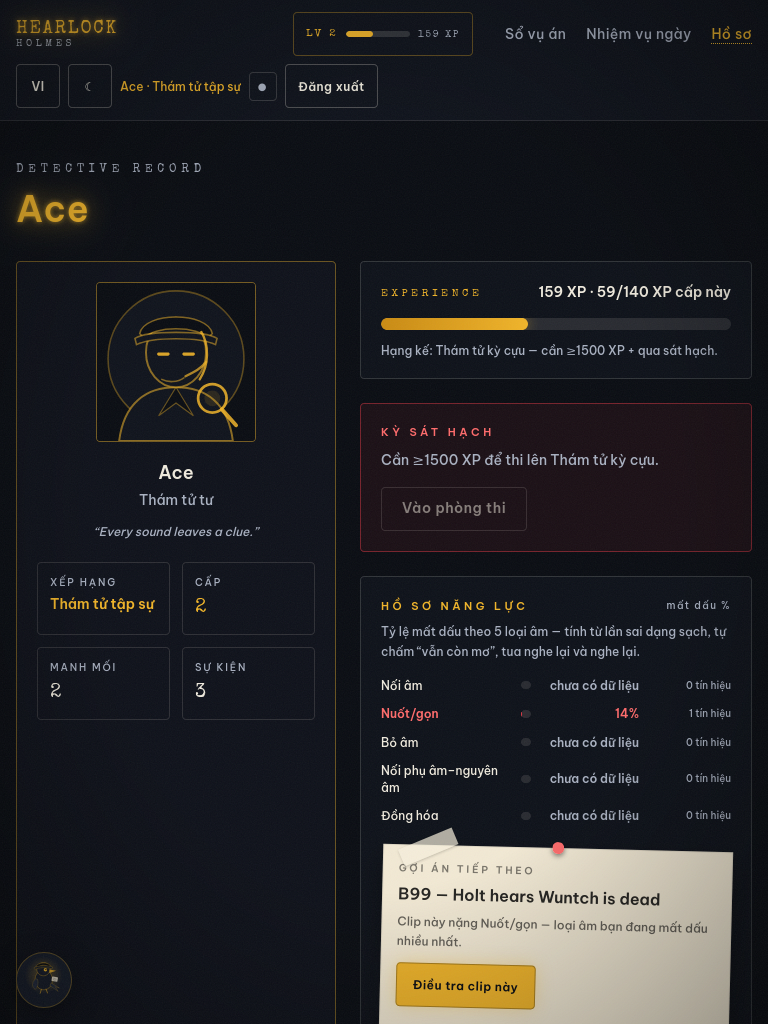 HEARLOCK
HOLMES
LV 2
159 XP
Sổ vụ án
Nhiệm vụ ngày
Hồ sơ
VI
Ace · Thám tử tập sự
Đăng xuất
DETECTIVE RECORD
Ace
Ace
Thám tử tư
“Every sound leaves a clue.”
XẾP HẠNG
Thám tử tập sự
CẤP
2
MANH MỐI
2
SỰ KIỆN
3
EXPERIENCE
159 XP · 59/140 XP cấp này
Hạng kế: Thám tử kỳ cựu — cần ≥1500 XP + qua sát hạch.
KỲ SÁT HẠCH
Cần ≥1500 XP để thi lên Thám tử kỳ cựu.
Vào phòng thi
HỒ SƠ NĂNG LỰC
mất dấu %
Tỷ lệ mất dấu theo 5 loại âm — tính từ lần sai dạng sạch, tự
chấm “vẫn còn mơ”, tua nghe lại và nghe lại.
Nối âm
chưa có dữ liệu
0 tín hiệu
Nuốt/gọn
14%
1 tín hiệu
Bỏ âm
chưa có dữ liệu
0 tín hiệu
Nối phụ âm–nguyên
âm
chưa có dữ liệu
0 tín hiệu
Đồng hóa
chưa có dữ liệu
0 tín hiệu
GỢI ÁN TIẾP THEO
B99 — Holt hears Wuntch is dead
Clip này nặng Nuốt/gọn — loại âm bạn đang mất dấu
nhiều nhất.
Điều tra clip này